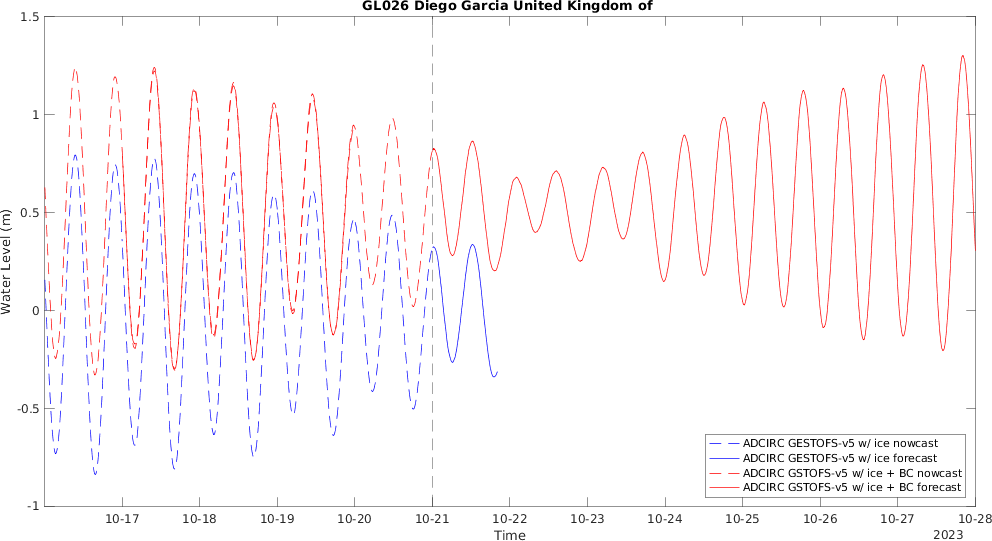 GL026 Diego Garcia United Kingdom of
1.5
1
0.5
0
-0.5
-1
Water Level (m)
10-17
10-18
10-19
10-20
10-21
10-22
10-23
10-24
10-25
10-26
10-27
10-28
Time
2023
ADCIRC GESTOFS-v5 w/ ice nowcast
ADCIRC GESTOFS-v5 w/ ice forecast
ADCIRC GSTOFS-v5 w/ ice + BC nowcast
ADCIRC GSTOFS-v5 w/ ice + BC forecast